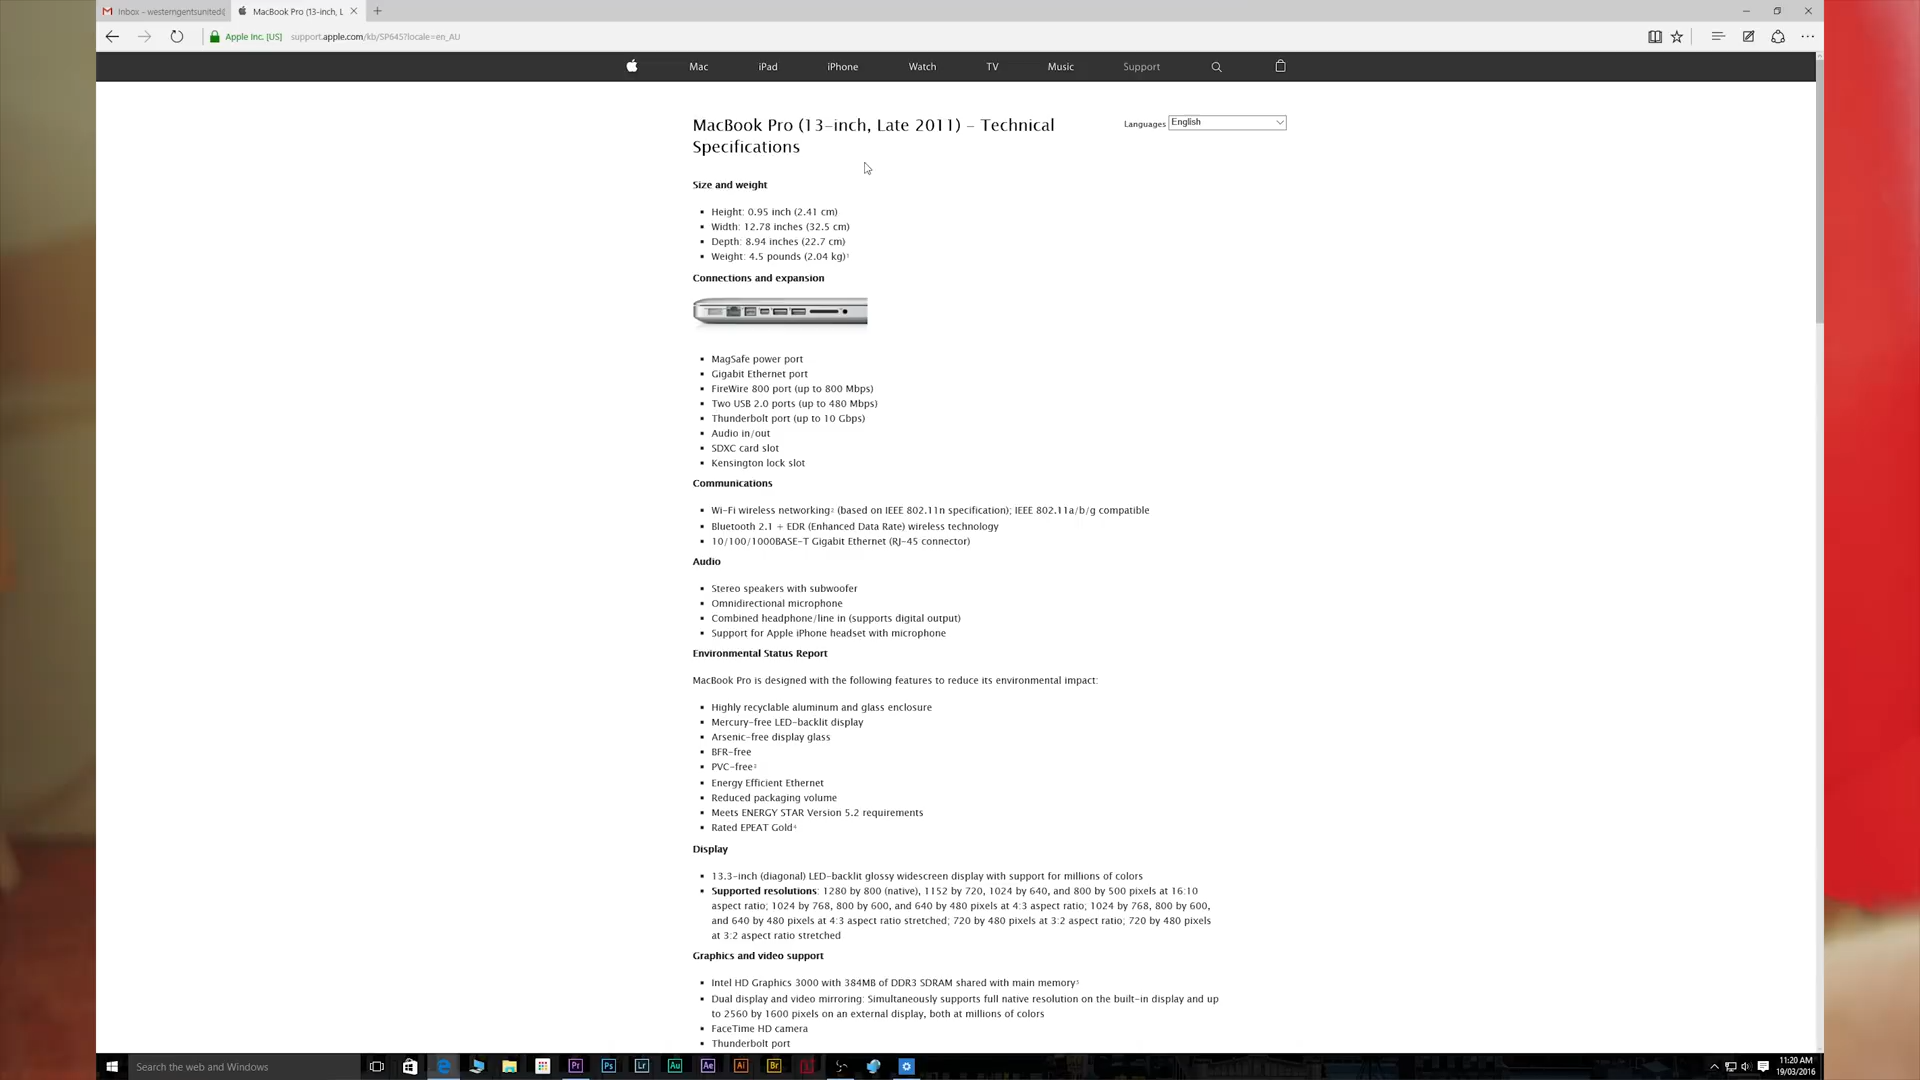 Inbox - westerngentsunited(
MacBook Pro (13-inch, L
Apple Inc. [US] support.apple.com/kb/SP645?locale=en_AU
Mac iPad iPhone Watch TV Music Support
MacBook Pro (13-inch, Late 2011) – Technical
Specifications
Languages English
Size and weight
▪ Height: 0.95 inch (2.41 cm)
▪ Width: 12.78 inches (32.5 cm)
▪ Depth: 8.94 inches (22.7 cm)
▪ Weight: 4.5 pounds (2.04 kg)¹
Connections and expansion
▪ MagSafe power port
▪ Gigabit Ethernet port
▪ FireWire 800 port (up to 800 Mbps)
▪ Two USB 2.0 ports (up to 480 Mbps)
▪ Thunderbolt port (up to 10 Gbps)
▪ Audio in/out
▪ SDXC card slot
▪ Kensington lock slot
Communications
▪ Wi-Fi wireless networking² (based on IEEE 802.11n specification); IEEE 802.11a/b/g compatible
▪ Bluetooth 2.1 + EDR (Enhanced Data Rate) wireless technology
▪ 10/100/1000BASE-T Gigabit Ethernet (RJ-45 connector)
Audio
▪ Stereo speakers with subwoofer
▪ Omnidirectional microphone
▪ Combined headphone/line in (supports digital output)
▪ Support for Apple iPhone headset with microphone
Environmental Status Report
MacBook Pro is designed with the following features to reduce its environmental impact:
▪ Highly recyclable aluminum and glass enclosure
▪ Mercury-free LED-backlit display
▪ Arsenic-free display glass
▪ BFR-free
▪ PVC-free³
▪ Energy Efficient Ethernet
▪ Reduced packaging volume
▪ Meets ENERGY STAR Version 5.2 requirements
▪ Rated EPEAT Gold⁴
Display
▪ 13.3-inch (diagonal) LED-backlit glossy widescreen display with support for millions of colors
▪ Supported resolutions: 1280 by 800 (native), 1152 by 720, 1024 by 640, and 800 by 500 pixels at 16:10
aspect ratio; 1024 by 768, 800 by 600, and 640 by 480 pixels at 4:3 aspect ratio; 1024 by 768, 800 by 600,
and 640 by 480 pixels at 4:3 aspect ratio stretched; 720 by 480 pixels at 3:2 aspect ratio; 720 by 480 pixels
at 3:2 aspect ratio stretched
Graphics and video support
▪ Intel HD Graphics 3000 with 384MB of DDR3 SDRAM shared with main memory⁵
▪ Dual display and video mirroring: Simultaneously supports full native resolution on the built-in display and up
to 2560 by 1600 pixels on an external display, both at millions of colors
▪ FaceTime HD camera
▪ Thunderbolt port
Search the web and Windows
Pr Ps Lr Au Ae Ai Br
11:20 AM
19/03/2016